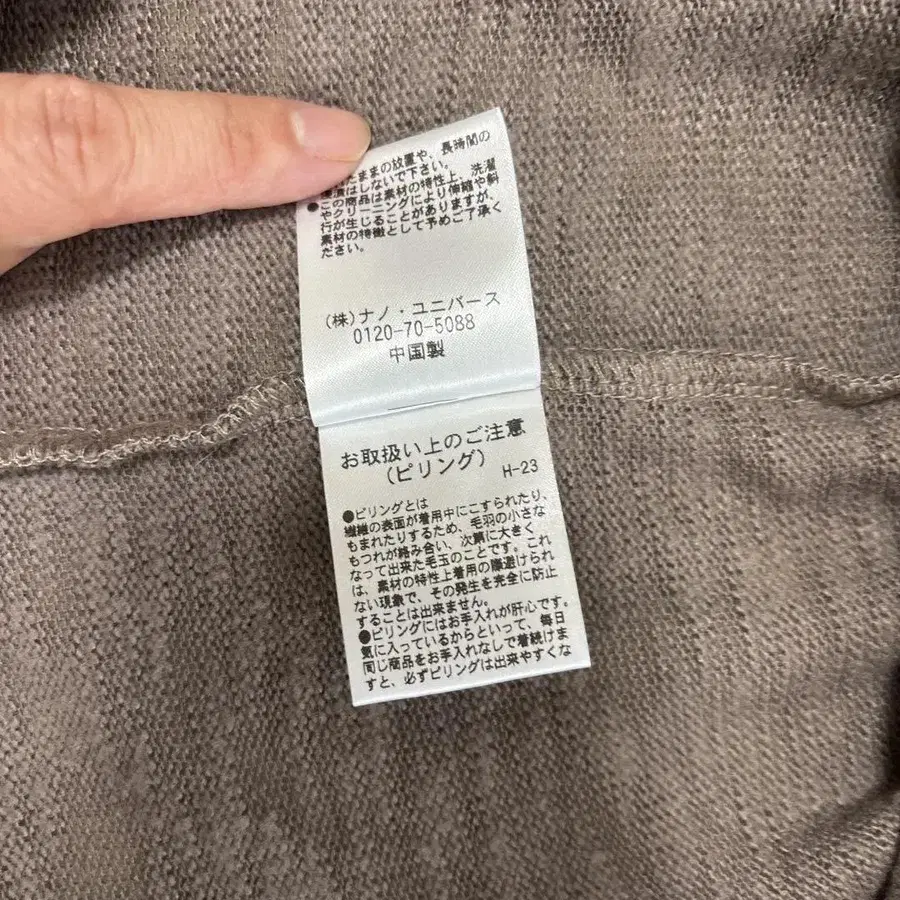 たままの放置や、長時間の
はしないで下さい。
●この商品は素材の特性上、洗濯
やクリーニングにより伸縮や斜
行が生じることがありますが、
素材の特徴として予めご了承く
ださい。
(株)ナノ・ユニバース
0120-70-5088
中国製
お取扱い上のご注意
(ピリング) H-23
●ピリングとは
繊維の表面が着用中にこすられたり、
もまれたりするため、毛羽の小さな
もつれが絡み合い、次第に大きく
なって出来た毛玉のことです。これ
は、素材の特性上着用の際避けられ
ない現象で、その発生を完全に防止
することは出来ません。
●ピリングにはお手入れが肝心です。
気に入っているからといって、毎日
同じ商品をお手入れなしで着続けま
すと、必ずピリングは出来やすくな